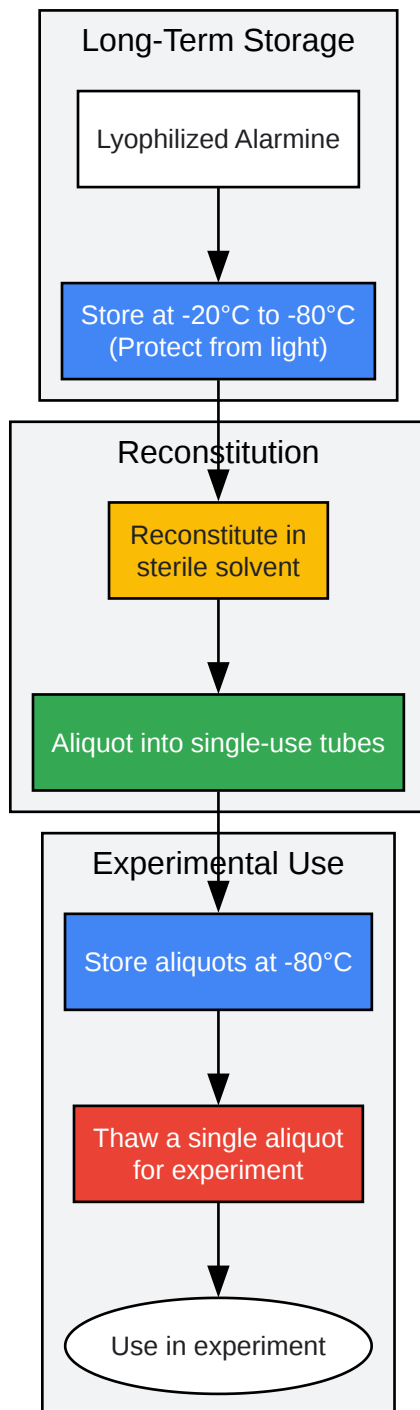 Long-Term Storage
Lyophilized Alarmine
Store at -20°C to -80°C
(Protect from light)
Reconstitution
Reconstitute in
sterile solvent
Aliquot into single-use tubes
Experimental Use
Store aliquots at -80°C
Thaw a single aliquot
for experiment
Use in experiment